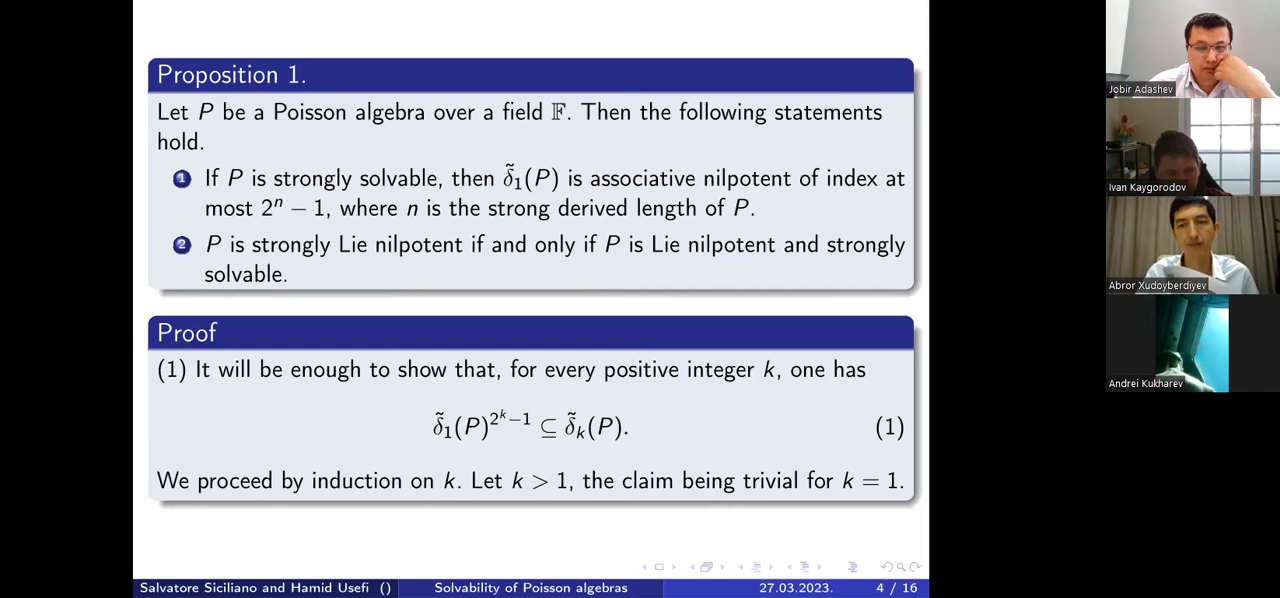 Proposition 1.
Let P be a Poisson algebra over a field 𝔽. Then the following statements
hold.
1 If P is strongly solvable, then δ̃₁(P) is associative nilpotent of index at
most 2ⁿ − 1, where n is the strong derived length of P.
2 P is strongly Lie nilpotent if and only if P is Lie nilpotent and strongly
solvable.
Proof
(1) It will be enough to show that, for every positive integer k, one has
δ̃₁(P)^{2^k−1} ⊆ δ̃ₖ(P). (1)
We proceed by induction on k. Let k > 1, the claim being trivial for k = 1.
Salvatore Siciliano and Hamid Usefi () Solvability of Poisson algebras 27.03.2023. 4 / 16
Jobir Adashev
Ivan Kaygorodov
Abror Xudoyberdiyev
Andrei Kukharev